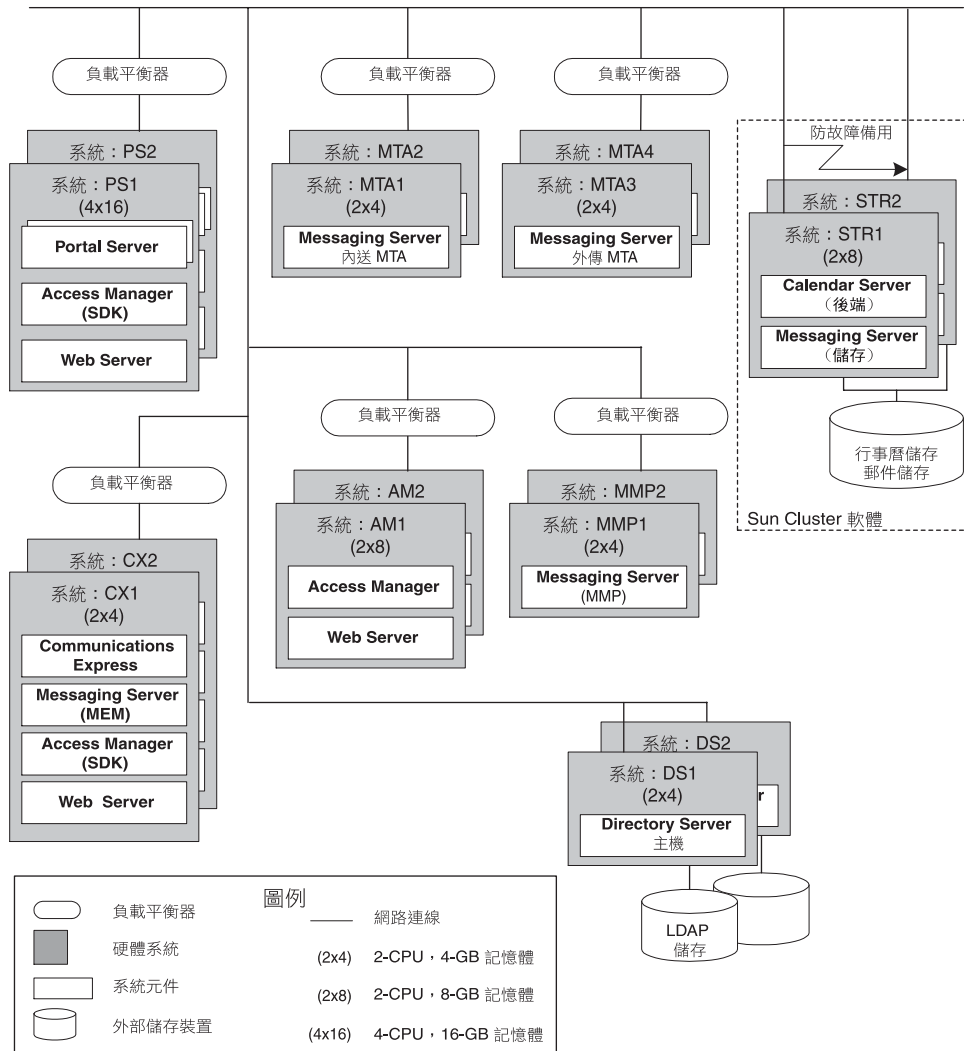 負載平衡器
負載平衡器
負載平衡器
防故障備用
系統：PS2
系統：PS1
(4x16)
Portal Server
Access Manager
(SDK)
Web Server
系統：MTA2
系統：MTA1
(2x4)
Messaging Server
內送 MTA
系統：MTA4
系統：MTA3
(2x4)
Messaging Server
外傳 MTA
系統：STR2
系統：STR1
(2x8)
Calendar Server
（後端）
Messaging Server
（儲存）
行事曆儲存
郵件儲存
Sun Cluster 軟體
負載平衡器
負載平衡器
負載平衡器
系統：CX2
系統：CX1
(2x4)
Communications
Express
Messaging Server
(MEM)
Access Manager
(SDK)
Web Server
系統：AM2
系統：AM1
(2x8)
Access Manager
Web Server
系統：MMP2
系統：MMP1
(2x4)
Messaging Server
(MMP)
系統：DS2
系統：DS1
(2x4)
r
Directory Server
主機
LDAP
儲存
圖例
負載平衡器
硬體系統
系統元件
外部儲存裝置
網路連線
(2x4) 2-CPU，4-GB 記憶體
(2x8) 2-CPU，8-GB 記憶體
(4x16) 4-CPU，16-GB 記憶體